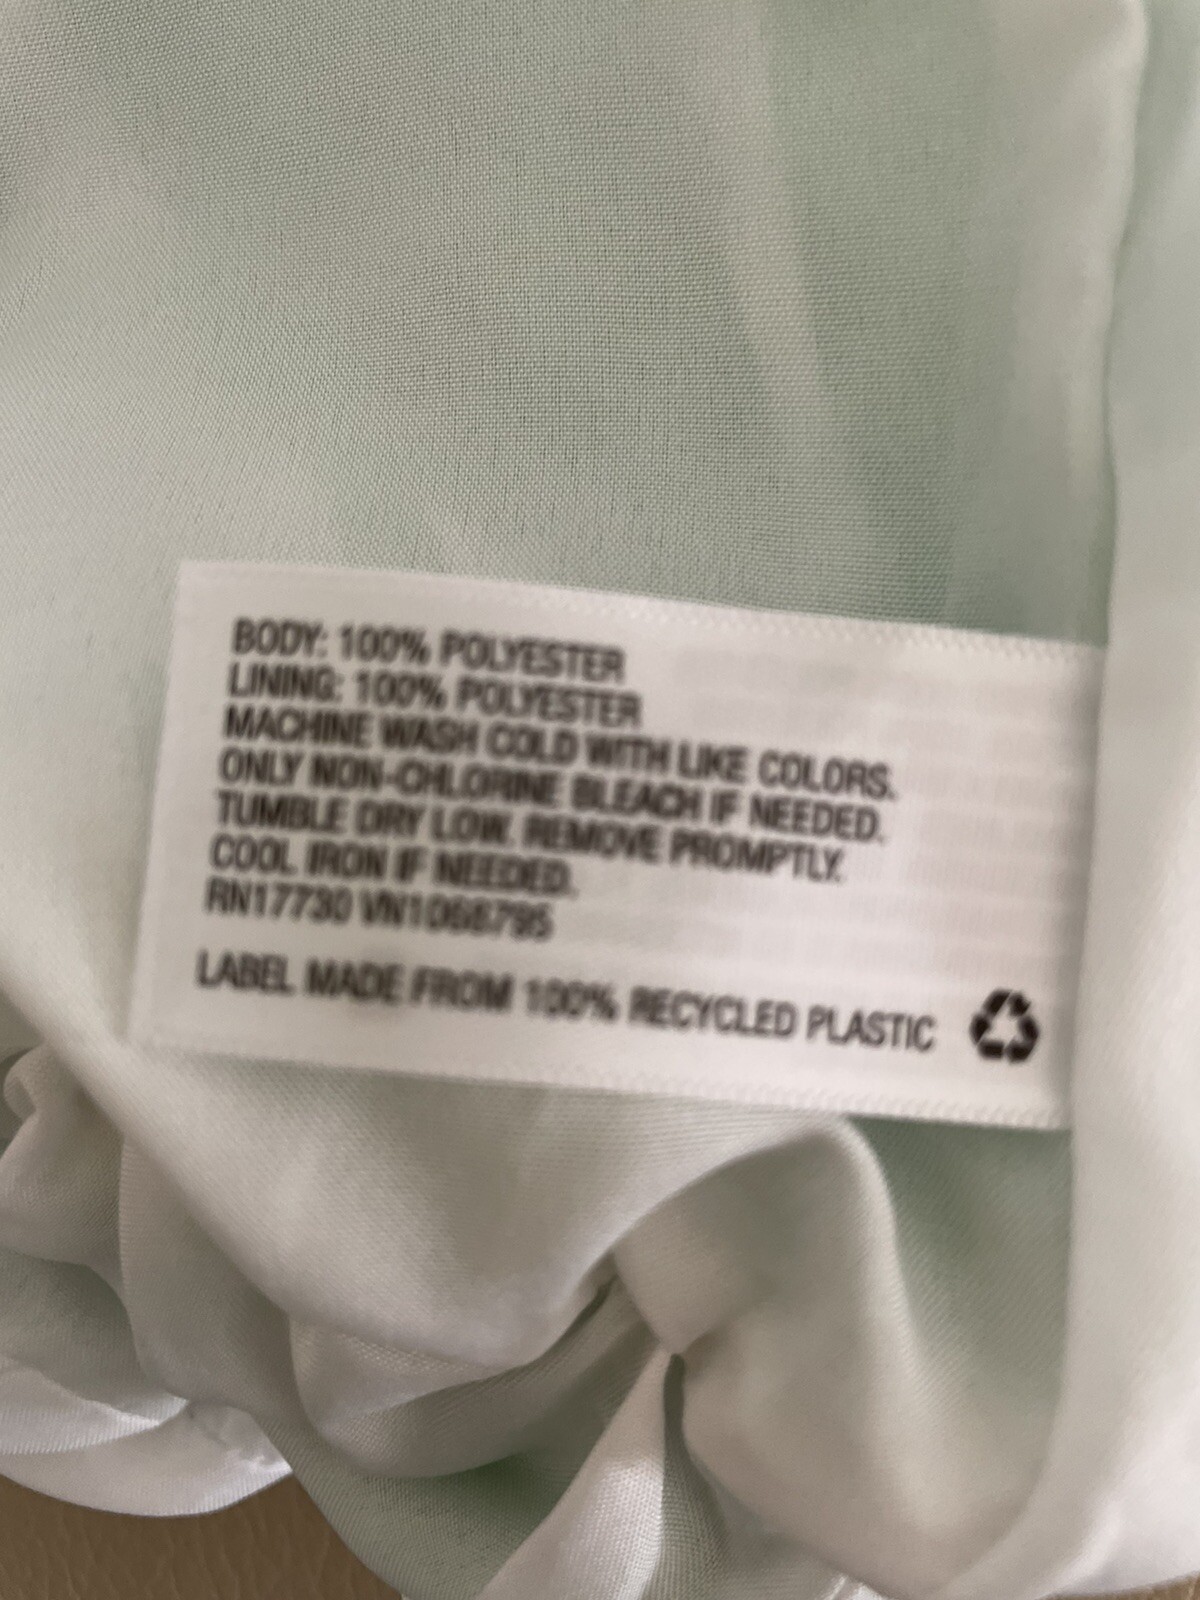 BODY: 100% POLYESTER
LINING: 100% POLYESTER
MACHINE WASH COLD WITH LIKE COLORS.
ONLY NON-CHLORINE BLEACH IF NEEDED.
TUMBLE DRY LOW. REMOVE PROMPTLY.
COOL IRON IF NEEDED.
RN17730
LABEL MADE FROM 100% RECYCLED PLASTIC